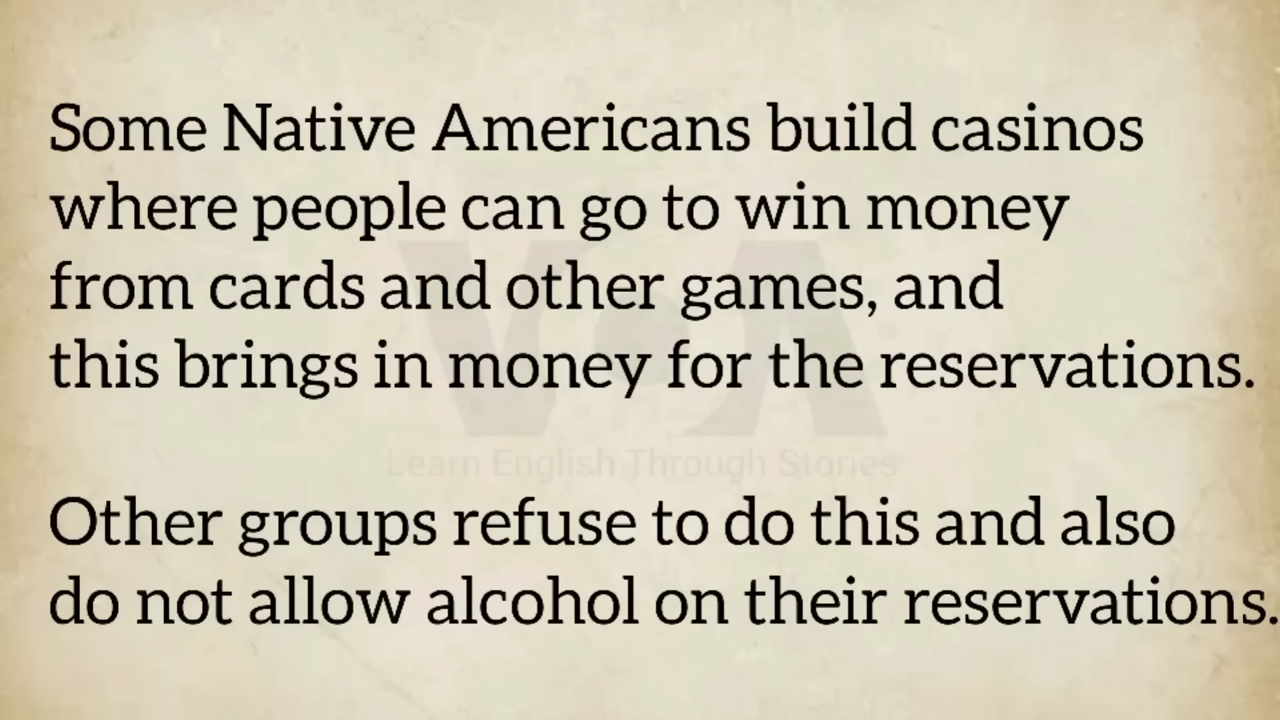 Some Native Americans build casinos
where people can go to win money
from cards and other games, and
this brings in money for the reservations.
VOA
Learn English Through Stories
Other groups refuse to do this and also
do not allow alcohol on their reservations.